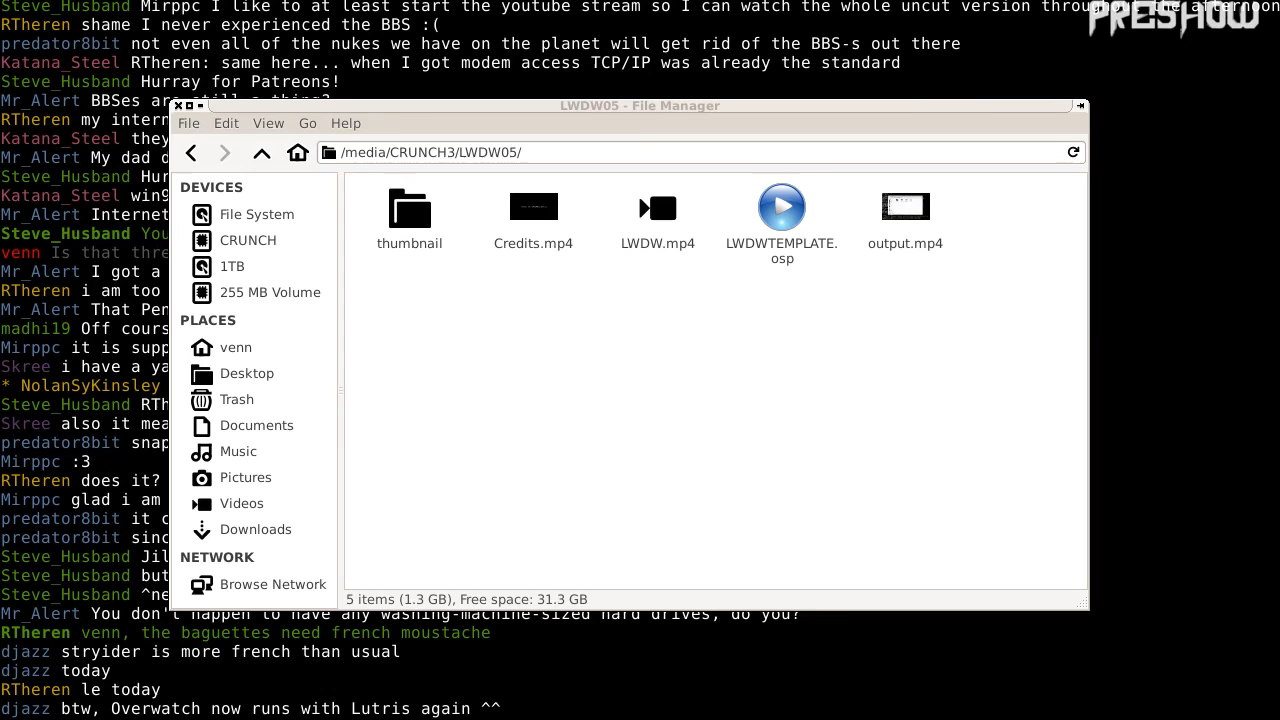 Steve_Husband Mirppc I like to at least start the youtube stream so I can watch the whole uncut version throughout the afternoon
PRESHOW
RTheren shame I never experienced the BBS :(
predator8bit not even all of the nukes we have on the planet will get rid of the BBS-s out there
Katana_Steel RTheren: same here... when I got modem access TCP/IP was already the standard
Steve_Husband Hurray for Patreons!
Mr_Alert BBSes are still a thing?
RTheren my intern
Katana_Steel they
Mr_Alert My dad d
Steve_Husband Hur
Katana_Steel win9
Mr_Alert Internet
Steve_Husband You
venn Is that thre
Mr_Alert I got a
RTheren i am too
Mr_Alert That Pen
madhi19 Off cours
Mirppc it is supp
Skree i have a ya
* NolanSyKinsley
Steve_Husband RTh
Skree also it mea
predator8bit snap
Mirppc :3
RTheren does it?
Mirppc glad i am
predator8bit it c
predator8bit sinc
Steve_Husband Jil
Steve_Husband but
Steve_Husband ^ne
LWDW05 - File Manager
File Edit View Go Help
/media/CRUNCH3/LWDW05/
DEVICES
File System
CRUNCH
1TB
255 MB Volume
PLACES
venn
Desktop
Trash
Documents
Music
Pictures
Videos
Downloads
NETWORK
Browse Network
thumbnail
Credits.mp4
LWDW.mp4
LWDWTEMPLATE.
osp
output.mp4
5 items (1.3 GB), Free space: 31.3 GB
Mr_Alert You don't happen to have any washing-machine-sized hard drives, do you?
RTheren venn, the baguettes need french moustache
djazz stryider is more french than usual
djazz today
RTheren le today
djazz btw, Overwatch now runs with Lutris again ^^